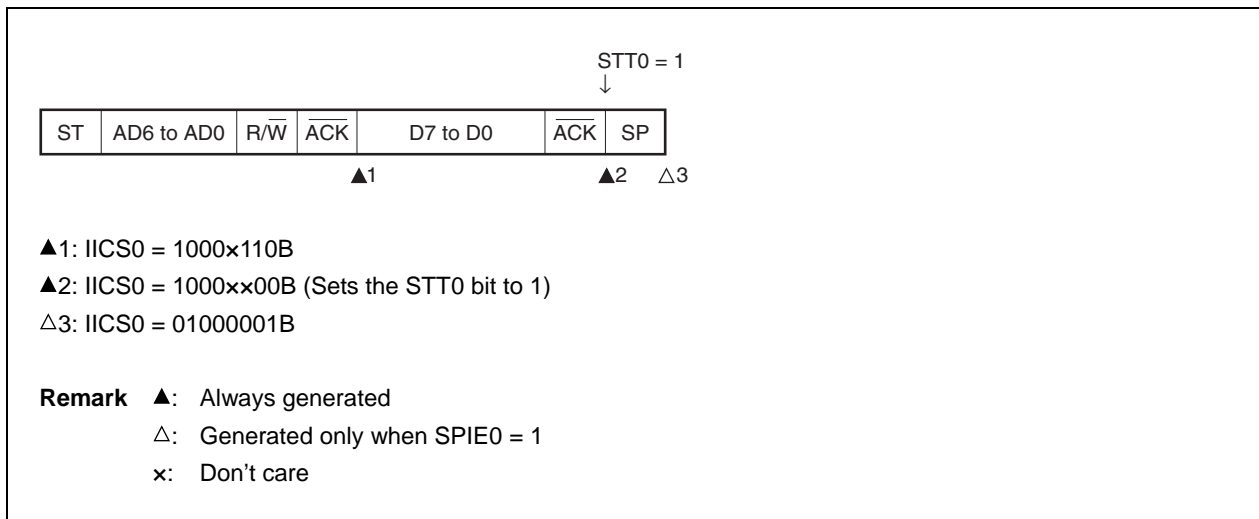 STT0 = 1
↓
ST AD6 to AD0 R/W̅ A̅C̅K̅ D7 to D0 A̅C̅K̅ SP
▲1 ▲2 △3
▲1: IICS0 = 1000×110B
▲2: IICS0 = 1000××00B (Sets the STT0 bit to 1)
△3: IICS0 = 01000001B
Remark ▲: Always generated
△: Generated only when SPIE0 = 1
×: Don't care